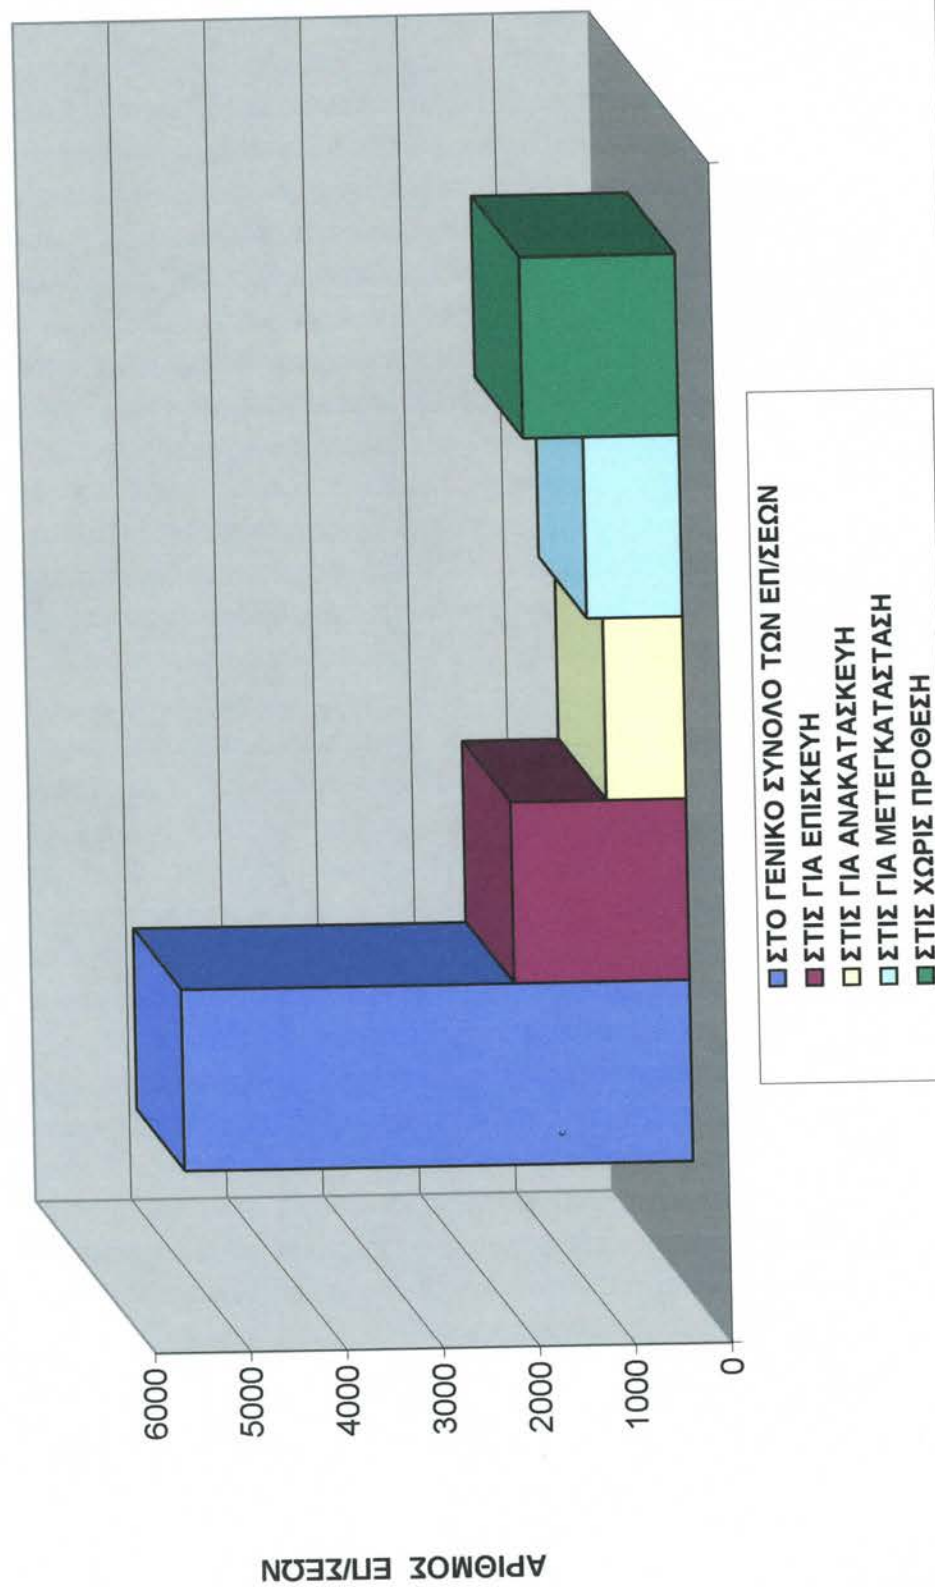 ΑΡΙΘΜΟΣ ΕΠ/ΣΕΩΝ
6000
5000
4000
3000
2000
1000
0
ΣΤΟ ΓΕΝΙΚΟ ΣΥΝΟΛΟ ΤΩΝ ΕΠ/ΣΕΩΝ
ΣΤΙΣ ΓΙΑ ΕΠΙΣΚΕΥΗ
ΣΤΙΣ ΓΙΑ ΑΝΑΚΑΤΑΣΚΕΥΗ
ΣΤΙΣ ΓΙΑ ΜΕΤΕΓΚΑΤΑΣΤΑΣΗ
ΣΤΙΣ ΧΩΡΙΣ ΠΡΟΘΕΣΗ